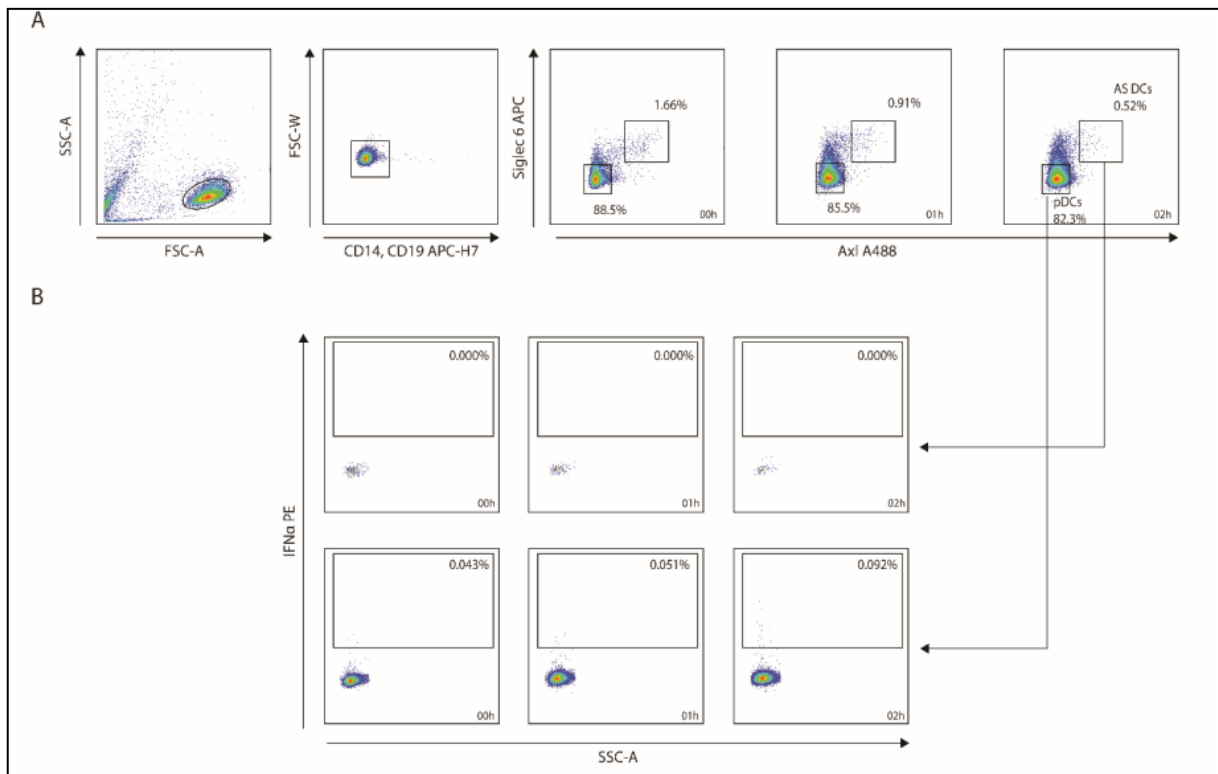 A
SSC-A
FSC-A
FSC-W
CD14, CD19 APC-H7
Siglec 6 APC
1.66%
88.5%
00h
0.91%
85.5%
01h
AS DCs
0.52%
pDCs
82.3%
02h
Axl A488
B
IFNα PE
0.000%
00h
0.000%
01h
0.000%
02h
0.043%
00h
0.051%
01h
0.092%
02h
SSC-A